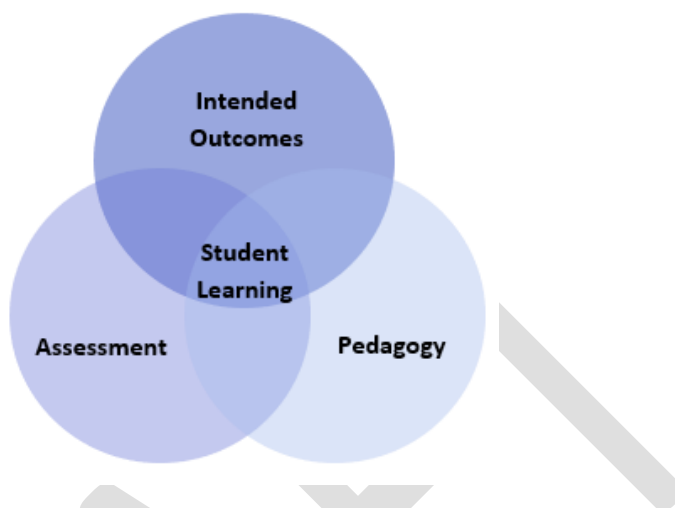 Intended
Outcomes
Student
Learning
Assessment
Pedagogy